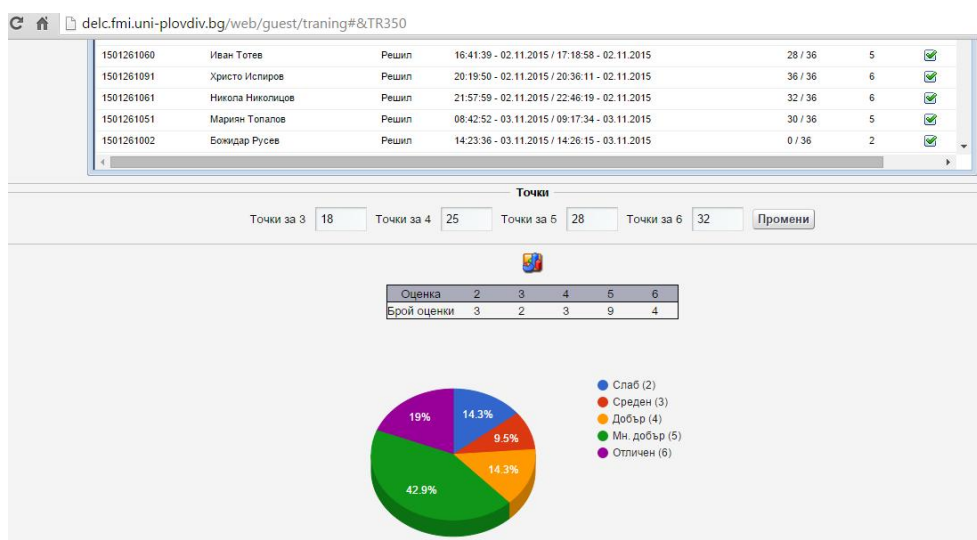 delc.fmi.uni-plovdiv.bg/web/guest/traning#&TR350
1501261060 Иван Тотев Решил 16:41:39 - 02.11.2015 / 17:18:58 - 02.11.2015 28 / 36 5
1501261091 Христо Испиров Решил 20:19:50 - 02.11.2015 / 20:36:11 - 02.11.2015 36 / 36 6
1501261061 Никола Николицов Решил 21:57:59 - 02.11.2015 / 22:46:19 - 02.11.2015 32 / 36 6
1501261051 Мариян Топалов Решил 08:42:52 - 03.11.2015 / 09:17:34 - 03.11.2015 30 / 36 5
1501261002 Божидар Русев Решил 14:23:36 - 03.11.2015 / 14:26:15 - 03.11.2015 0 / 36 2
Точки
Точки за 3 18 Точки за 4 25 Точки за 5 28 Точки за 6 32 Промени
Оценка 2 3 4 5 6
Брой оценки 3 2 3 9 4
Слаб (2)
Среден (3)
Добър (4)
Мн. добър (5)
Отличен (6)
19% 14.3%
9.5%
14.3%
42.9%